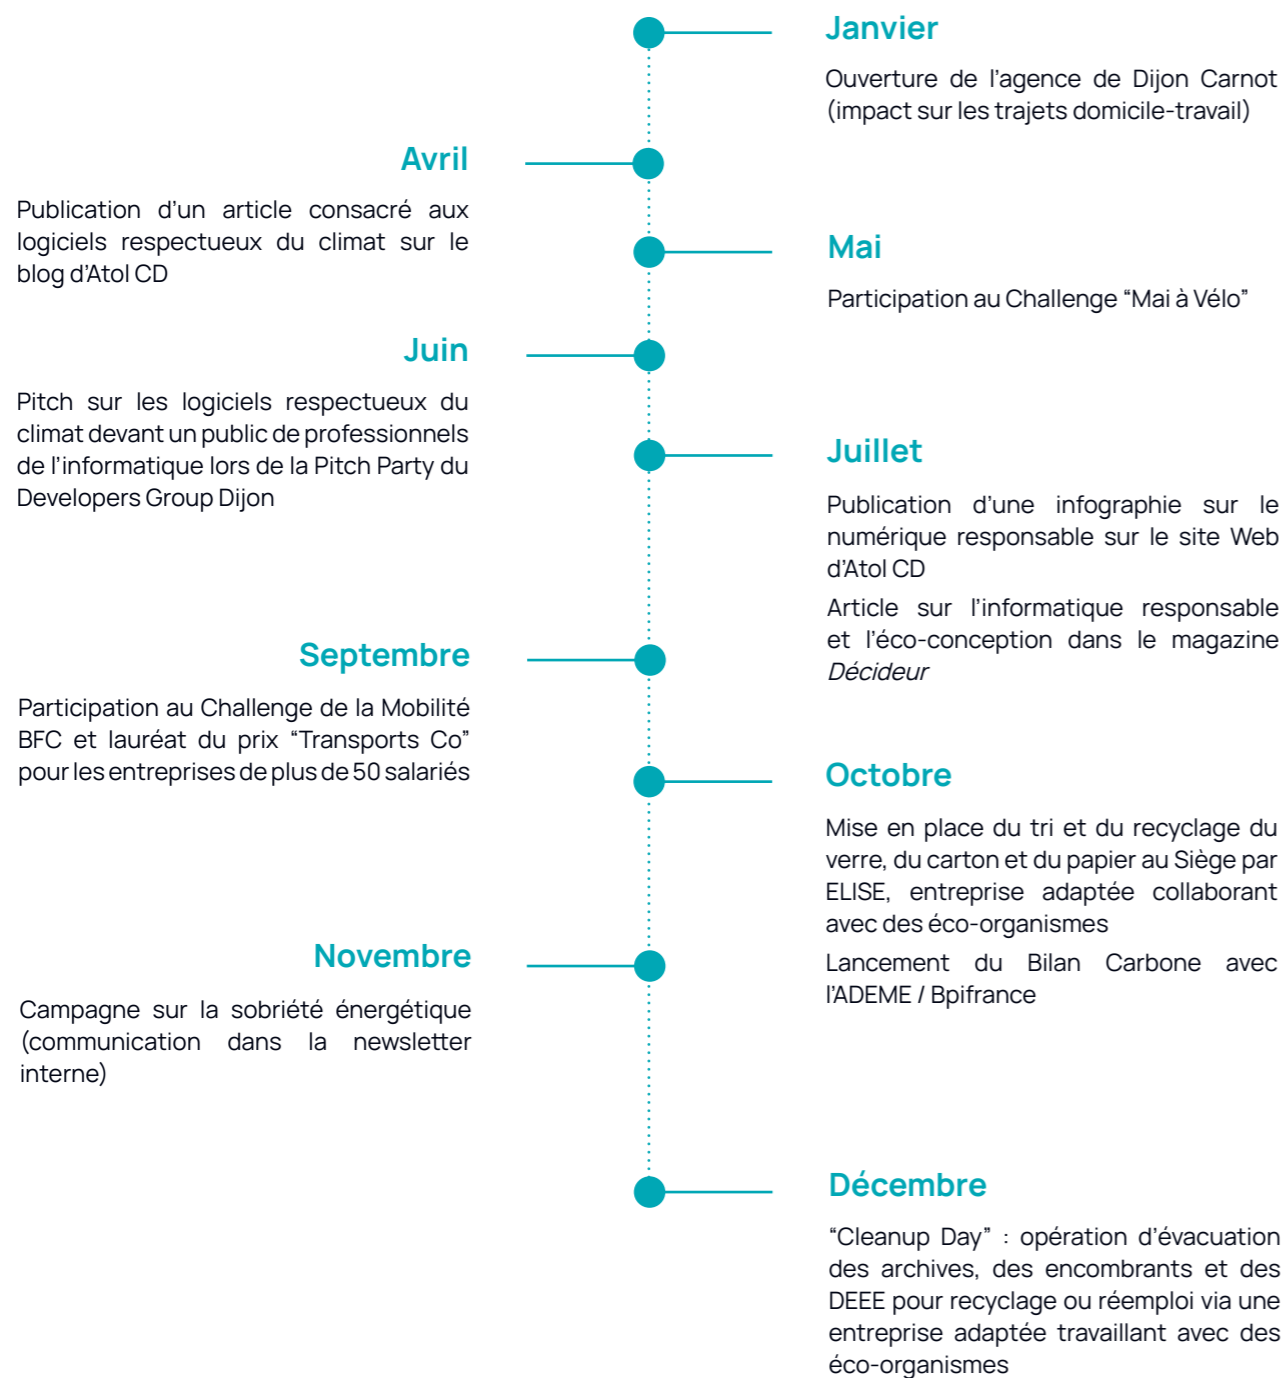 Janvier
Ouverture de l’agence de Dijon Carnot
(impact sur les trajets domicile-travail)
Avril
Publication d’un article consacré aux
logiciels respectueux du climat sur le
blog d’Atol CD
Mai
Participation au Challenge “Mai à Vélo”
Juin
Pitch sur les logiciels respectueux du
climat devant un public de professionnels
de l’informatique lors de la Pitch Party du
Developers Group Dijon
Juillet
Publication d’une infographie sur le
numérique responsable sur le site Web
d’Atol CD
Article sur l’informatique responsable
et l’éco-conception dans le magazine
Décideur
Septembre
Participation au Challenge de la Mobilité
BFC et lauréat du prix “Transports Co”
pour les entreprises de plus de 50 salariés
Octobre
Mise en place du tri et du recyclage du
verre, du carton et du papier au Siège par
ELISE, entreprise adaptée collaborant
avec des éco-organismes
Lancement du Bilan Carbone avec
l’ADEME / Bpifrance
Novembre
Campagne sur la sobriété énergétique
(communication dans la newsletter
interne)
Décembre
“Cleanup Day” : opération d’évacuation
des archives, des encombrants et des
DEEE pour recyclage ou réemploi via une
entreprise adaptée travaillant avec des
éco-organismes